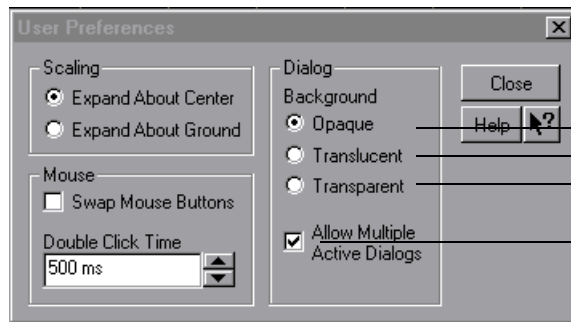 User Preferences
Scaling
Expand About Center
Expand About Ground
Mouse
Swap Mouse Buttons
Double Click Time
500 ms
Dialog
Background
Opaque
Translucent
Transparent
Allow Multiple
Active Dialogs
Close
Help
?